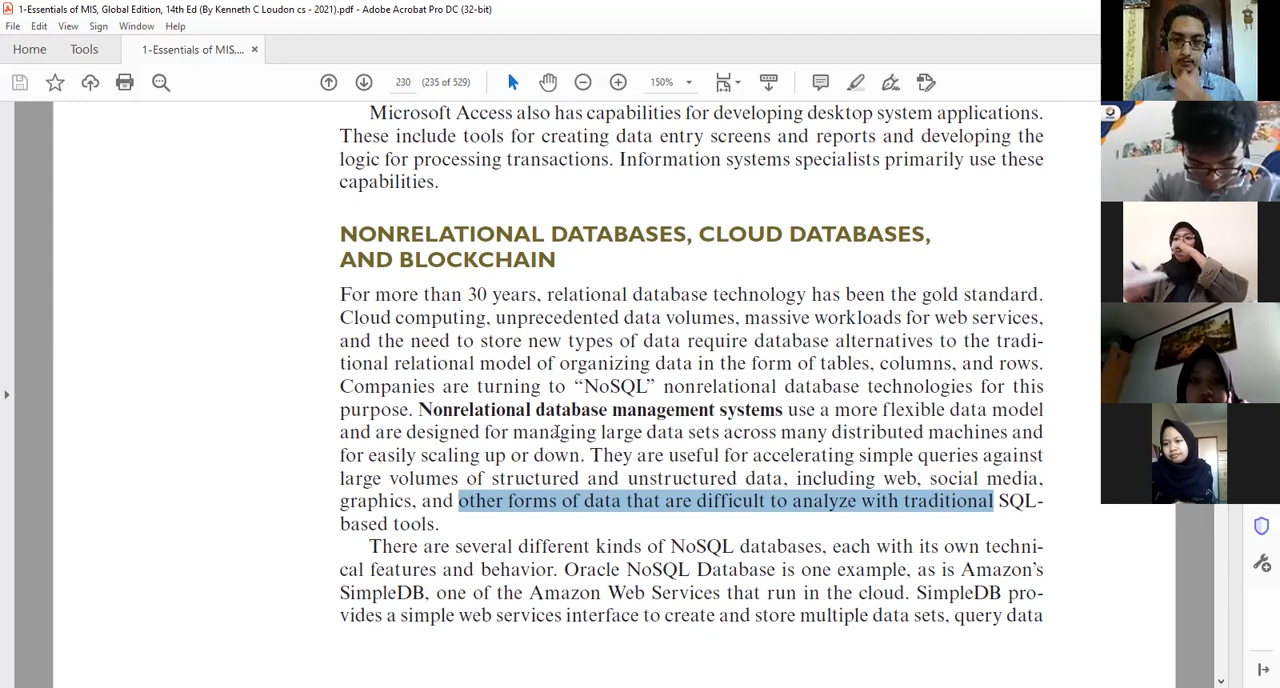 1-Essentials of MIS, Global Edition, 14th Ed (By Kenneth C Loudon cs - 2021).pdf - Adobe Acrobat Pro DC (32-bit)
File Edit View Sign Window Help
Home Tools 1-Essentials of MIS,... ×
230 (235 of 529) 150%
Microsoft Access also has capabilities for developing desktop system applications.
These include tools for creating data entry screens and reports and developing the
logic for processing transactions. Information systems specialists primarily use these
capabilities.
NONRELATIONAL DATABASES, CLOUD DATABASES,
AND BLOCKCHAIN
For more than 30 years, relational database technology has been the gold standard.
Cloud computing, unprecedented data volumes, massive workloads for web services,
and the need to store new types of data require database alternatives to the tradi-
tional relational model of organizing data in the form of tables, columns, and rows.
Companies are turning to “NoSQL” nonrelational database technologies for this
purpose. Nonrelational database management systems use a more flexible data model
and are designed for managing large data sets across many distributed machines and
for easily scaling up or down. They are useful for accelerating simple queries against
large volumes of structured and unstructured data, including web, social media,
graphics, and other forms of data that are difficult to analyze with traditional SQL-
based tools.
There are several different kinds of NoSQL databases, each with its own techni-
cal features and behavior. Oracle NoSQL Database is one example, as is Amazon’s
SimpleDB, one of the Amazon Web Services that run in the cloud. SimpleDB pro-
vides a simple web services interface to create and store multiple data sets, query data